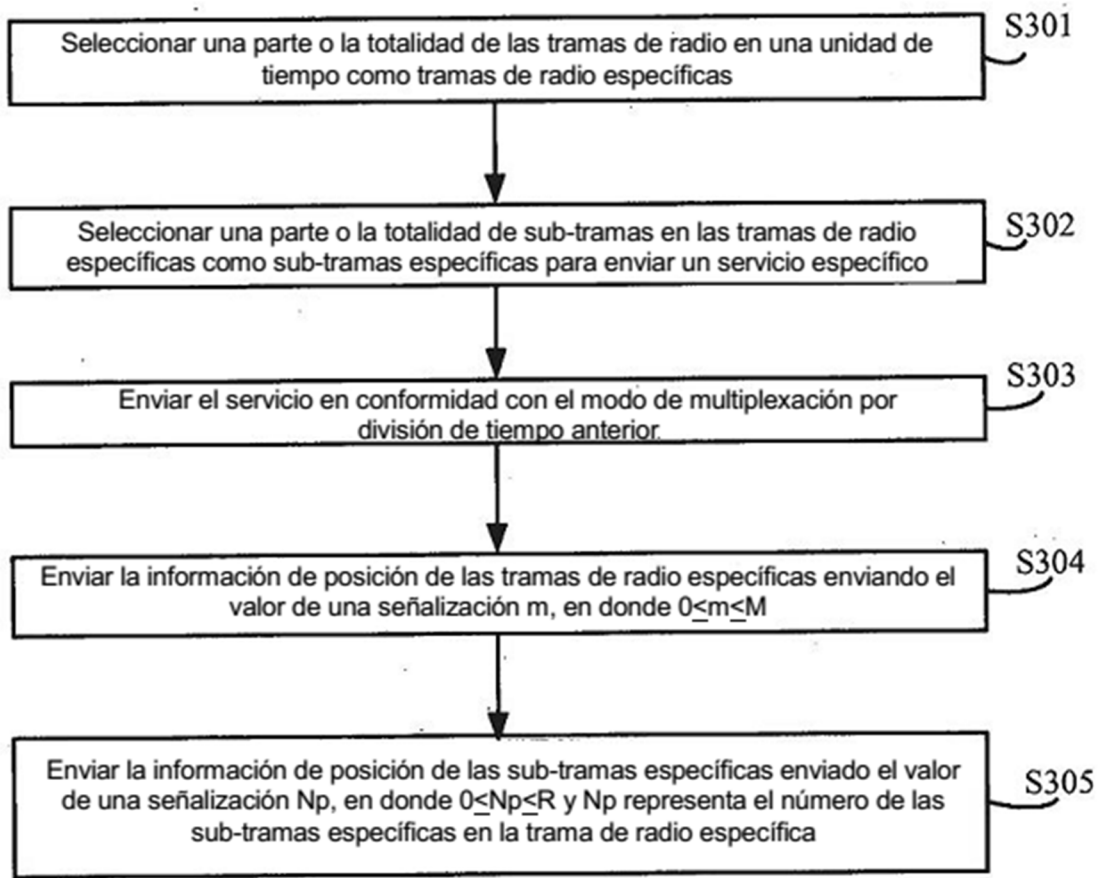 Seleccionar una parte o la totalidad de las tramas de radio en una unidad de
tiempo como tramas de radio específicas
S301
Seleccionar una parte o la totalidad de sub-tramas en las tramas de radio
específicas como sub-tramas específicas para enviar un servicio específico
S302
Enviar el servicio en conformidad con el modo de multiplexación por
división de tiempo anterior.
S303
Enviar la información de posición de las tramas de radio específicas enviando el
valor de una señalización m, en donde 0≤m≤M
S304
Enviar la información de posición de las sub-tramas específicas enviado el valor
de una señalización Np, en donde 0≤Np≤R y Np representa el número de las
sub-tramas específicas en la trama de radio específica
S305